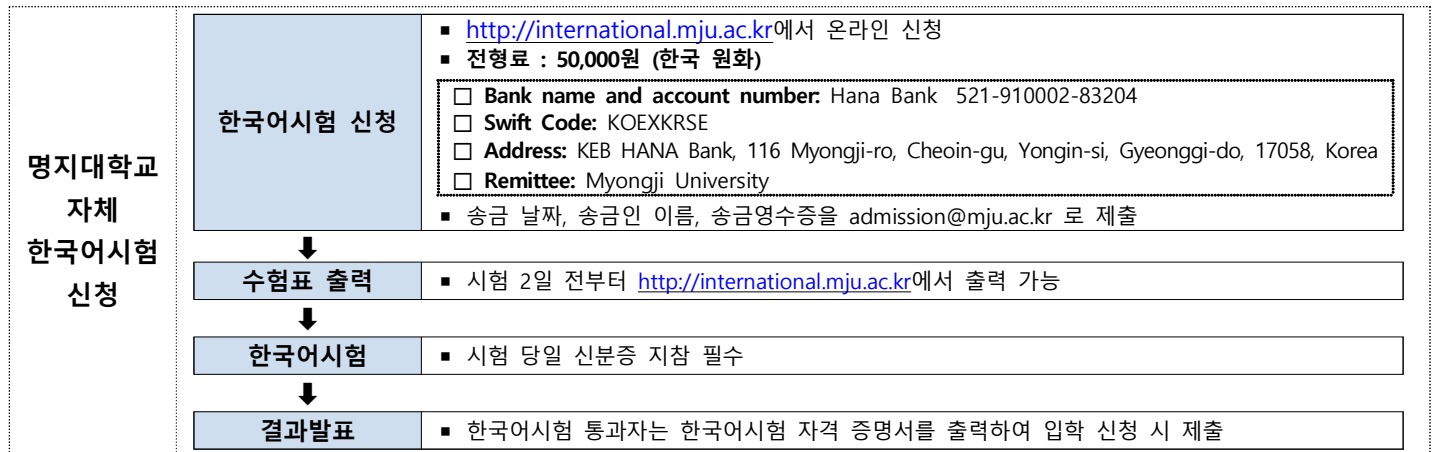 명지대학교
자체
한국어시험
신청
한국어시험 신청
▪ http://international.mju.ac.kr에서 온라인 신청
▪ 전형료 : 50,000원 (한국 원화)
□ Bank name and account number: Hana Bank 521-910002-83204
□ Swift Code: KOEXKRSE
□ Address: KEB HANA Bank, 116 Myongji-ro, Cheoin-gu, Yongin-si, Gyeonggi-do, 17058, Korea
□ Remittee: Myongji University
▪ 송금 날짜, 송금인 이름, 송금영수증을 admission@mju.ac.kr 로 제출
⬇
수험표 출력
▪ 시험 2일 전부터 http://international.mju.ac.kr에서 출력 가능
⬇
한국어시험
▪ 시험 당일 신분증 지참 필수
⬇
결과발표
▪ 한국어시험 통과자는 한국어시험 자격 증명서를 출력하여 입학 신청 시 제출